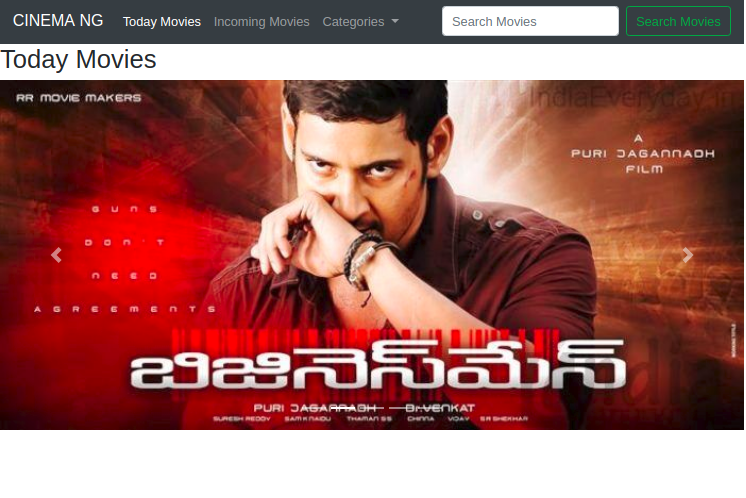 CINEMA NG Today Movies Incoming Movies Categories Search Movies Search Movies
Today Movies
RR MOVIE MAKERS
IndiaEveryday.in
A
PURI JAGANNADH
FILM
GUNS
DON'T
NEED
AGREEMENTS
బిజినెస్‌మేన్
PURI JAGANNADH Dr.VENKAT
SURESH REDDY SAM K NAIDU THAMAN SS CHINNA VIJAY S R SHEKHAR